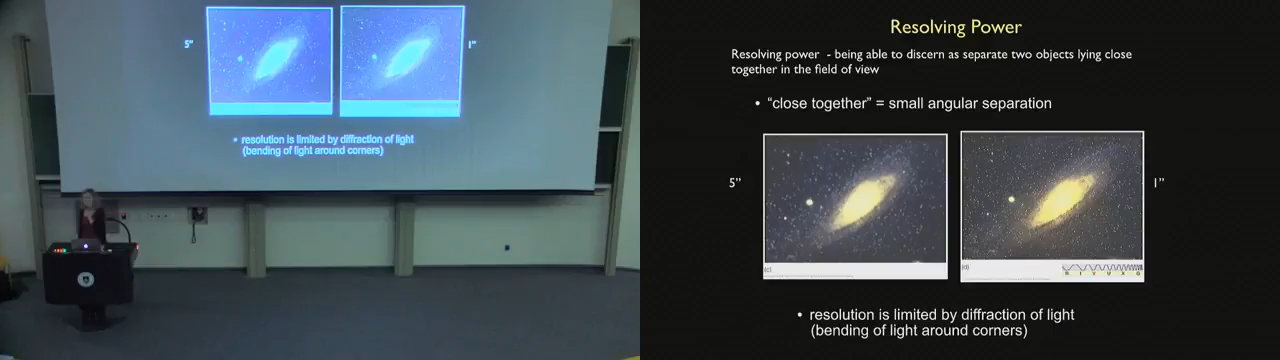 5"
1"
• resolution is limited by diffraction of light
(bending of light around corners)
Resolving Power
Resolving power - being able to discern as separate two objects lying close
together in the field of view
• “close together” = small angular separation
5”
1”
(c)
(d)
R I V U X G
• resolution is limited by diffraction of light
(bending of light around corners)